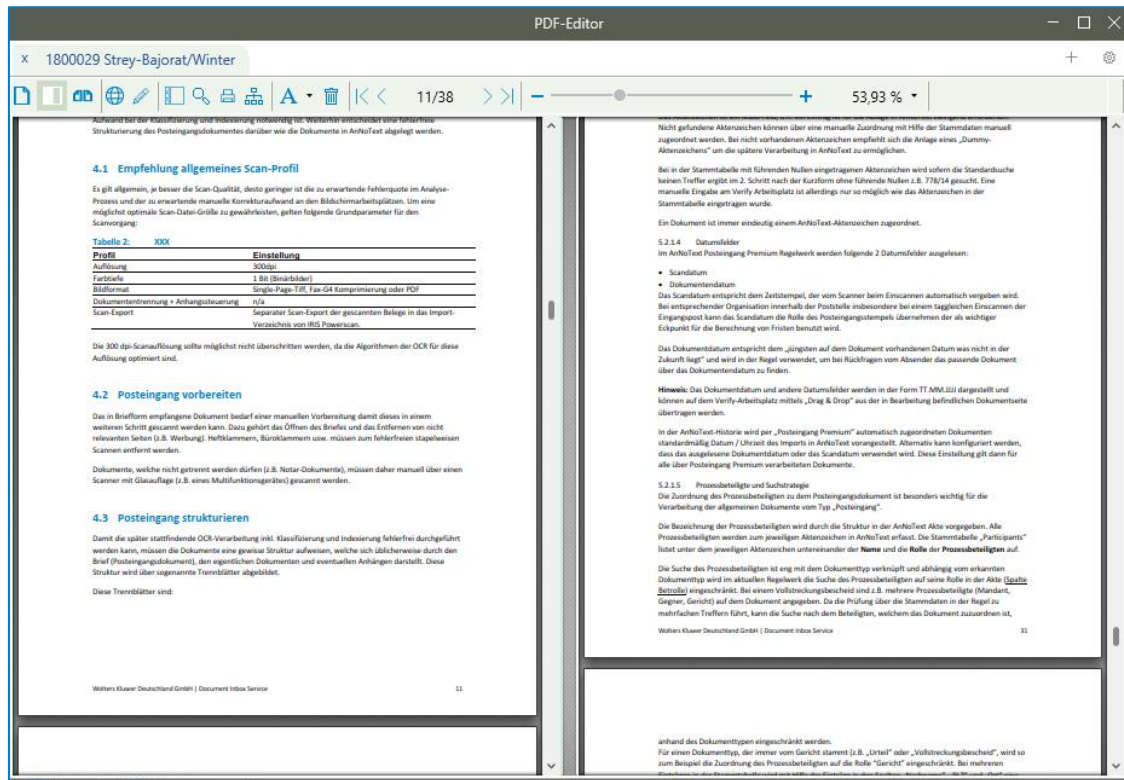 PDF-Editor
x 1800029 Strey-Bajorat/Winter
11/38
53,93 %
Aufwand bei der Klassifizierung und Indexierung notwendig ist. Weiterhin entscheidet eine fehlerfreie
Strukturierung des Posteingangsdokumentes darüber wie die Dokumente in AnNoText abgelegt werden.
4.1 Empfehlung allgemeines Scan-Profil
Es gilt allgemein, je besser die Scan-Qualität, desto geringer ist die zu erwartende Fehlerquote im Analyse-
Prozess und der zu erwartende manuelle Korrekturaufwand an den Bildschirmarbeitsplätzen. Um eine
möglichst optimale Scan-Datei-Größe zu gewährleisten, gelten folgende Grundparameter für den
Scanvorgang:
Tabelle 2: XXX
Profil Einstellung
Auflösung 300dpi
Farbtiefe 1 Bit (Binärbilder)
Bildformat Single-Page-Tiff, Fax-G4 Komprimierung oder PDF
Dokumententrennung + Anhangssteuerung n/a
Scan-Export Separater Scan-Export der gescannten Belege in das Import-
Verzeichnis von IRIS Powerscan.
Die 300 dpi-Scanauflösung sollte möglichst nicht überschritten werden, da die Algorithmen der OCR für diese
Auflösung optimiert sind.
4.2 Posteingang vorbereiten
Das in Briefform empfangene Dokument bedarf einer manuellen Vorbereitung damit dieses in einem
weiteren Schritt gescannt werden kann. Dazu gehört das Öffnen des Briefes und das Entfernen von nicht
relevanten Seiten (z.B. Werbung). Heftklammern, Büroklammern usw. müssen zum fehlerfreien stapelweisen
Scannen entfernt werden.
Dokumente, welche nicht getrennt werden dürfen (z.B. Notar-Dokumente), müssen daher manuell über einen
Scanner mit Glasauflage (z.B. eines Multifunktionsgerätes) gescannt werden.
4.3 Posteingang strukturieren
Damit die später stattfindende OCR-Verarbeitung inkl. Klassifizierung und Indexierung fehlerfrei durchgeführt
werden kann, müssen die Dokumente eine gewisse Struktur aufweisen, welche sich üblicherweise durch den
Brief (Posteingangsdokument), den eigentlichen Dokumenten und eventuellen Anhängen darstellt. Diese
Struktur wird über sogenannte Trennblätter abgebildet.
Diese Trennblätter sind:
Wolters Kluwer Deutschland GmbH | Document Inbox Service 11
Nicht gefundene Aktenzeichen können über eine manuelle Zuordnung mit Hilfe der Stammdaten manuell
zugeordnet werden. Bei nicht vorhandenen Aktenzeichen empfiehlt sich die Anlage eines „Dummy-
Aktenzeichens" um die spätere Verarbeitung in AnNoText zu ermöglichen.
Bei in der Stammtabelle mit führenden Nullen eingetragenen Aktenzeichen wird sofern die Standardsuche
keinen Treffer ergibt im 2. Schritt nach der Kurzform ohne führende Nullen z.B. 778/14 gesucht. Eine
manuelle Eingabe am Verify Arbeitsplatz ist allerdings nur so möglich wie das Aktenzeichen in der
Stammtabelle eingetragen wurde.
Ein Dokument ist immer eindeutig einem AnNoText-Aktenzeichen zugeordnet.
5.2.1.4 Datumsfelder
Im AnNoText Posteingang Premium Regelwerk werden folgende 2 Datumsfelder ausgelesen:
• Scandatum
• Dokumentendatum
Das Scandatum entspricht dem Zeitstempel, der vom Scanner beim Einscannen automatisch vergeben wird.
Bei entsprechender Organisation innerhalb der Poststelle insbesondere bei einem taggleichen Einscannen der
Eingangspost kann das Scandatum die Rolle des Posteingangsstempels übernehmen der als wichtiger
Eckpunkt für die Berechnung von Fristen benutzt wird.
Das Dokumentdatum entspricht dem „jüngsten auf dem Dokument vorhandenen Datum was nicht in der
Zukunft liegt" und wird in der Regel verwendet, um bei Rückfragen vom Absender das passende Dokument
über das Dokumentendatum zu finden.
Hinweis: Das Dokumentdatum und andere Datumsfelder werden in der Form TT.MM.JJJJ dargestellt und
können auf dem Verify-Arbeitsplatz mittels „Drag & Drop" aus der in Bearbeitung befindlichen Dokumentseite
übertragen werden.
In der AnNoText-Historie wird per „Posteingang Premium" automatisch zugeordneten Dokumenten
standardmäßig Datum / Uhrzeit des Imports in AnNoText vorangestellt. Alternativ kann konfiguriert werden,
dass das ausgelesene Dokumentdatum oder das Scandatum verwendet wird. Diese Einstellung gilt dann für
alle über Posteingang Premium verarbeiteten Dokumente.
5.2.1.5 Prozessbeteiligte und Suchstrategie
Die Zuordnung des Prozessbeteiligten zu dem Posteingangsdokument ist besonders wichtig für die
Verarbeitung der allgemeinen Dokumente vom Typ „Posteingang".
Die Bezeichnung der Prozessbeteiligten wird durch die Struktur in der AnNoText Akte vorgegeben. Alle
Prozessbeteiligten werden zum jeweiligen Aktenzeichen in AnNoText erfasst. Die Stammtabelle „Participants"
listet unter dem jeweiligen Aktenzeichen untereinander der Name und die Rolle der Prozessbeteiligten auf.
Die Suche des Prozessbeteiligten ist eng mit dem Dokumenttyp verknüpft und abhängig vom erkannten
Dokumenttyp wird im aktuellen Regelwerk die Suche des Prozessbeteiligten auf seine Rolle in der Akte (Spalte
Betrolle) eingeschränkt. Bei einem Vollstreckungsbescheid sind z.B. mehrere Prozessbeteiligte (Mandant,
Gegner, Gericht) auf dem Dokument angegeben. Da die Prüfung über die Stammdaten in der Regel zu
mehrfachen Treffern führt, kann die Suche nach dem Beteiligten, welchem das Dokument zuzuordnen ist,
Wolters Kluwer Deutschland GmbH | Document Inbox Service 31
anhand des Dokumenttypen eingeschränkt werden.
Für einen Dokumenttyp, der immer vom Gericht stammt (z.B. „Urteil" oder „Vollstreckungsbescheid", wird so
zum Beispiel die Zuordnung des Prozessbeteiligten auf die Rolle "Gericht" eingeschränkt. Bei mehreren